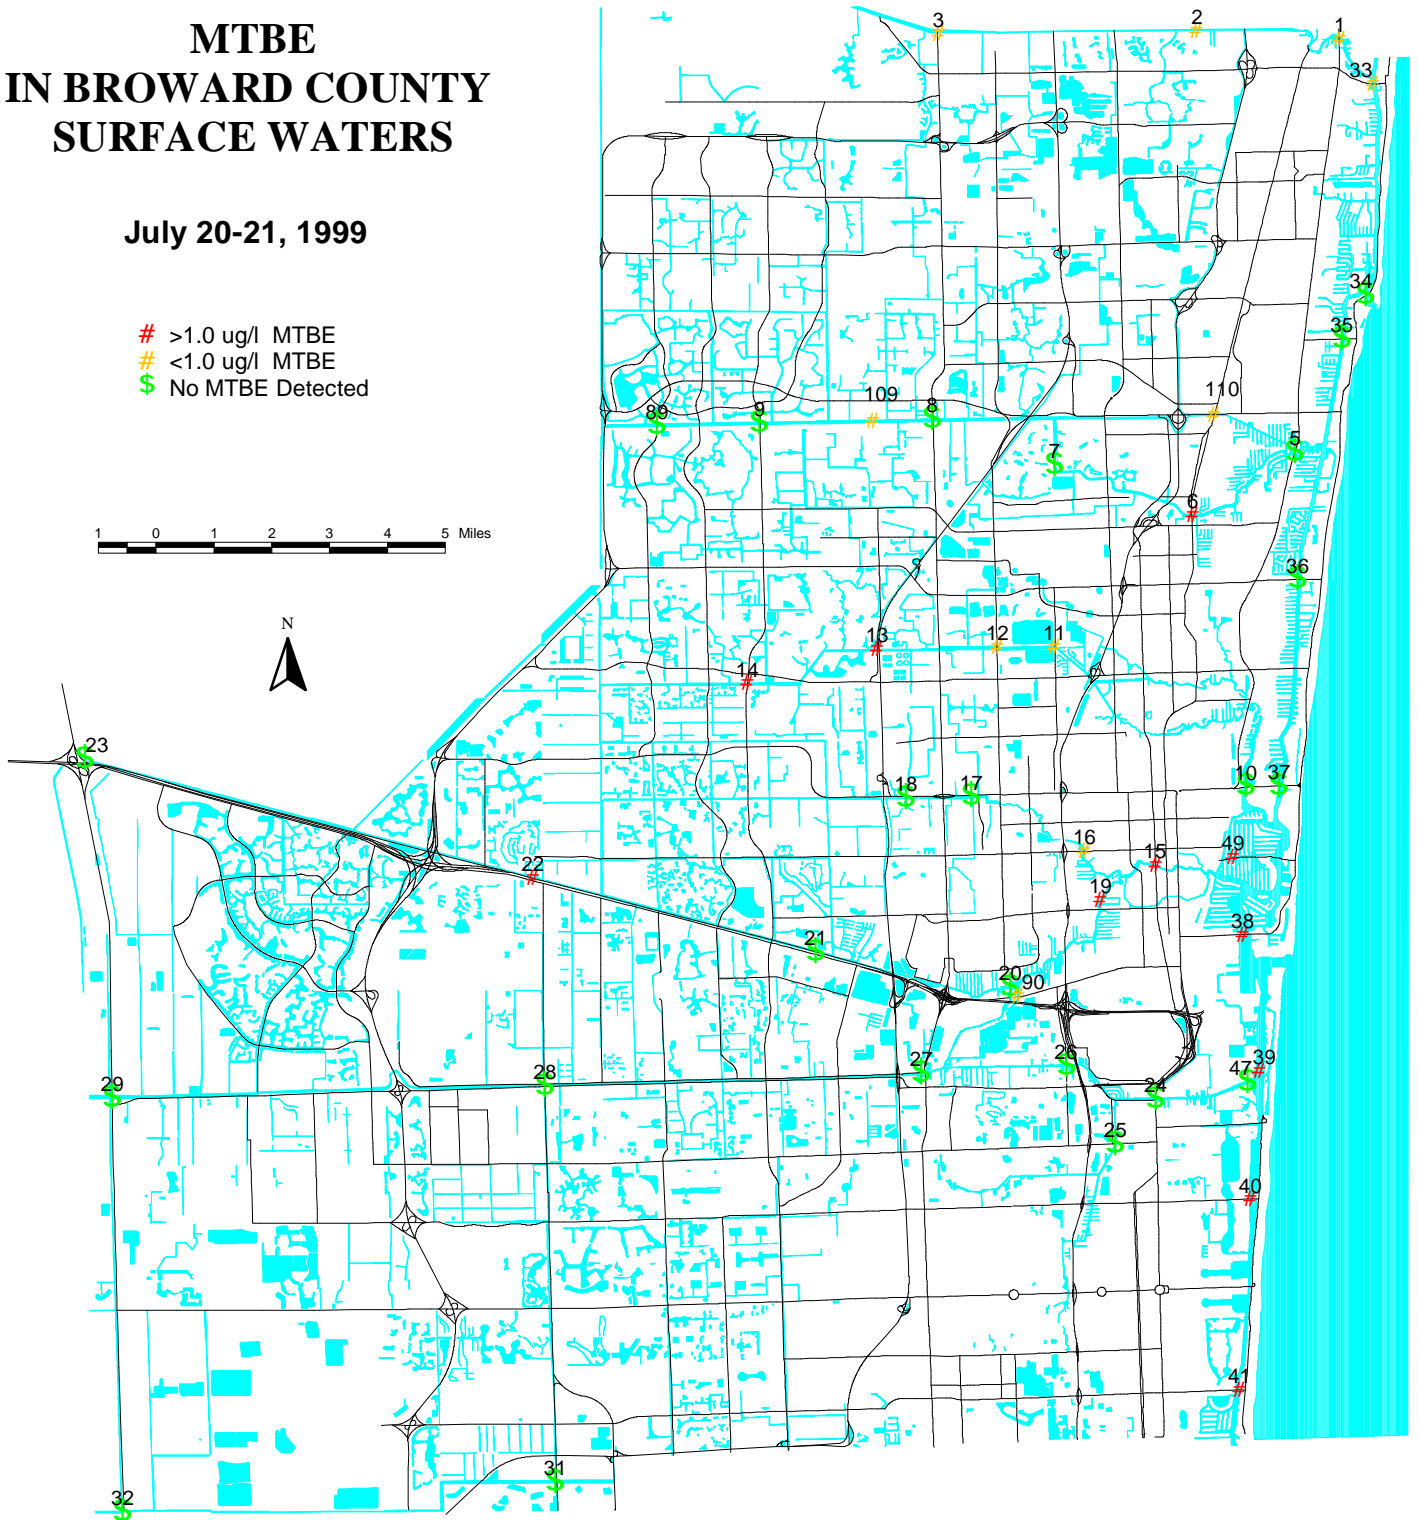 MTBE
IN BROWARD COUNTY
SURFACE WATERS
July 20-21, 1999
# >1.0 ug/l MTBE
# <1.0 ug/l MTBE
$ No MTBE Detected
1 0 1 2 3 4 5 Miles
N
3 # 2 # 1 #
33 #
34 $
35 $
109 # 110 #
89 $ 9 $ 8 $
5 $
7 $
6 #
36 $
13 # 12 # 11 #
14 #
23 $
10 $ 37 $
18 $ 17 $
16 # 15 # 49 #
22 #
19 #
38 #
21 $
20 $ 90 #
27 $ 26 $ 39 #
47 $
29 $ 28 $ 24 $
25 $
40 #
41 #
31 $
32 $